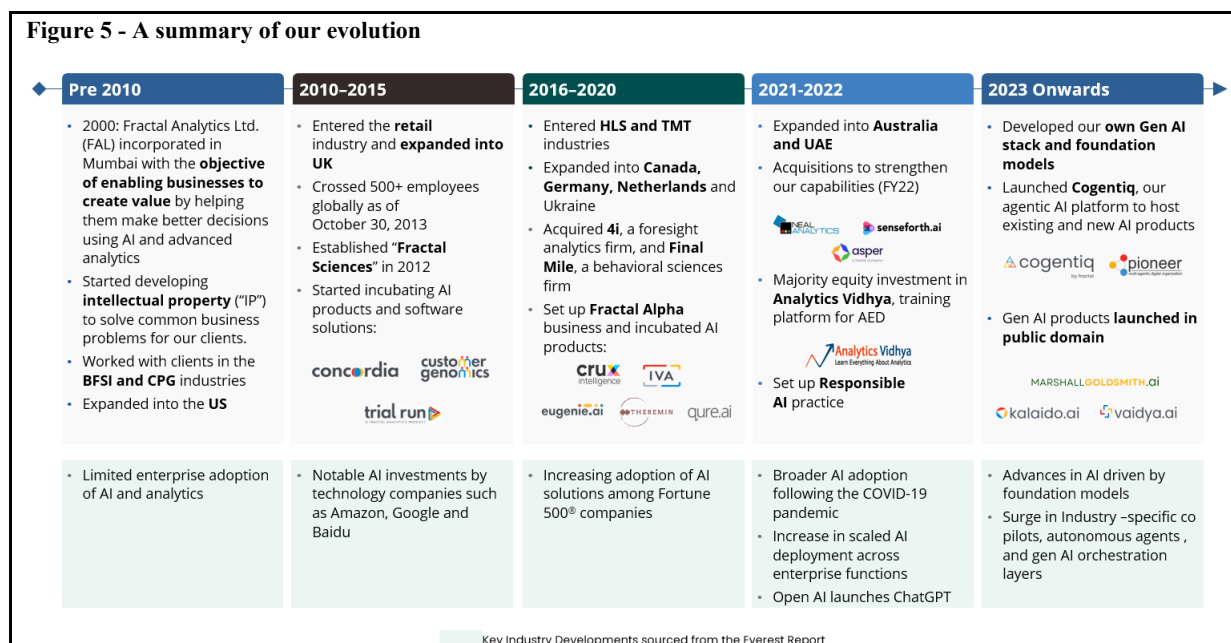 Figure 5 - A summary of our evolution
Pre 2010
• 2000: Fractal Analytics Ltd.
(FAL) incorporated in
Mumbai with the objective
of enabling businesses to
create value by helping
them make better decisions
using AI and advanced
analytics
• Started developing
intellectual property ("IP")
to solve common business
problems for our clients.
• Worked with clients in the
BFSI and CPG industries
• Expanded into the US
• Limited enterprise adoption
of AI and analytics
2010–2015
• Entered the retail
industry and expanded into
UK
• Crossed 500+ employees
globally as of
October 30, 2013
• Established “Fractal
Sciences” in 2012
• Started incubating AI
products and software
solutions:
concordia
customer
genomics
trial run
A FRACTAL ANALYTICS PRODUCT
• Notable AI investments by
technology companies such
as Amazon, Google and
Baidu
2016–2020
• Entered HLS and TMT
industries
• Expanded into Canada,
Germany, Netherlands and
Ukraine
• Acquired 4i, a foresight
analytics firm, and Final
Mile, a behavioral sciences
firm
• Set up Fractal Alpha
business and incubated AI
products:
crux
intelligence
IVA
eugenie.ai
THEREMIN
qure.ai
• Increasing adoption of AI
solutions among Fortune
500® companies
2021-2022
• Expanded into Australia
and UAE
• Acquisitions to strengthen
our capabilities (FY22)
NEAL
ANALYTICS
senseforth.ai
asper
• Majority equity investment in
Analytics Vidhya, training
platform for AED
Analytics Vidhya
Learn Everything About Analytics
• Set up Responsible
AI practice
• Broader AI adoption
following the COVID-19
pandemic
• Increase in scaled AI
deployment across
enterprise functions
• Open AI launches ChatGPT
2023 Onwards
• Developed our own Gen AI
stack and foundation
models
• Launched Cogentiq, our
agentic AI platform to host
existing and new AI products
cogentiq
by fractal
pioneer
• Gen AI products launched in
public domain
MARSHALLGOLDSMITH.ai
kalaido.ai
vaidya.ai
• Advances in AI driven by
foundation models
• Surge in Industry –specific co
pilots, autonomous agents ,
and gen AI orchestration
layers
Key Industry Developments sourced from the Everest Report